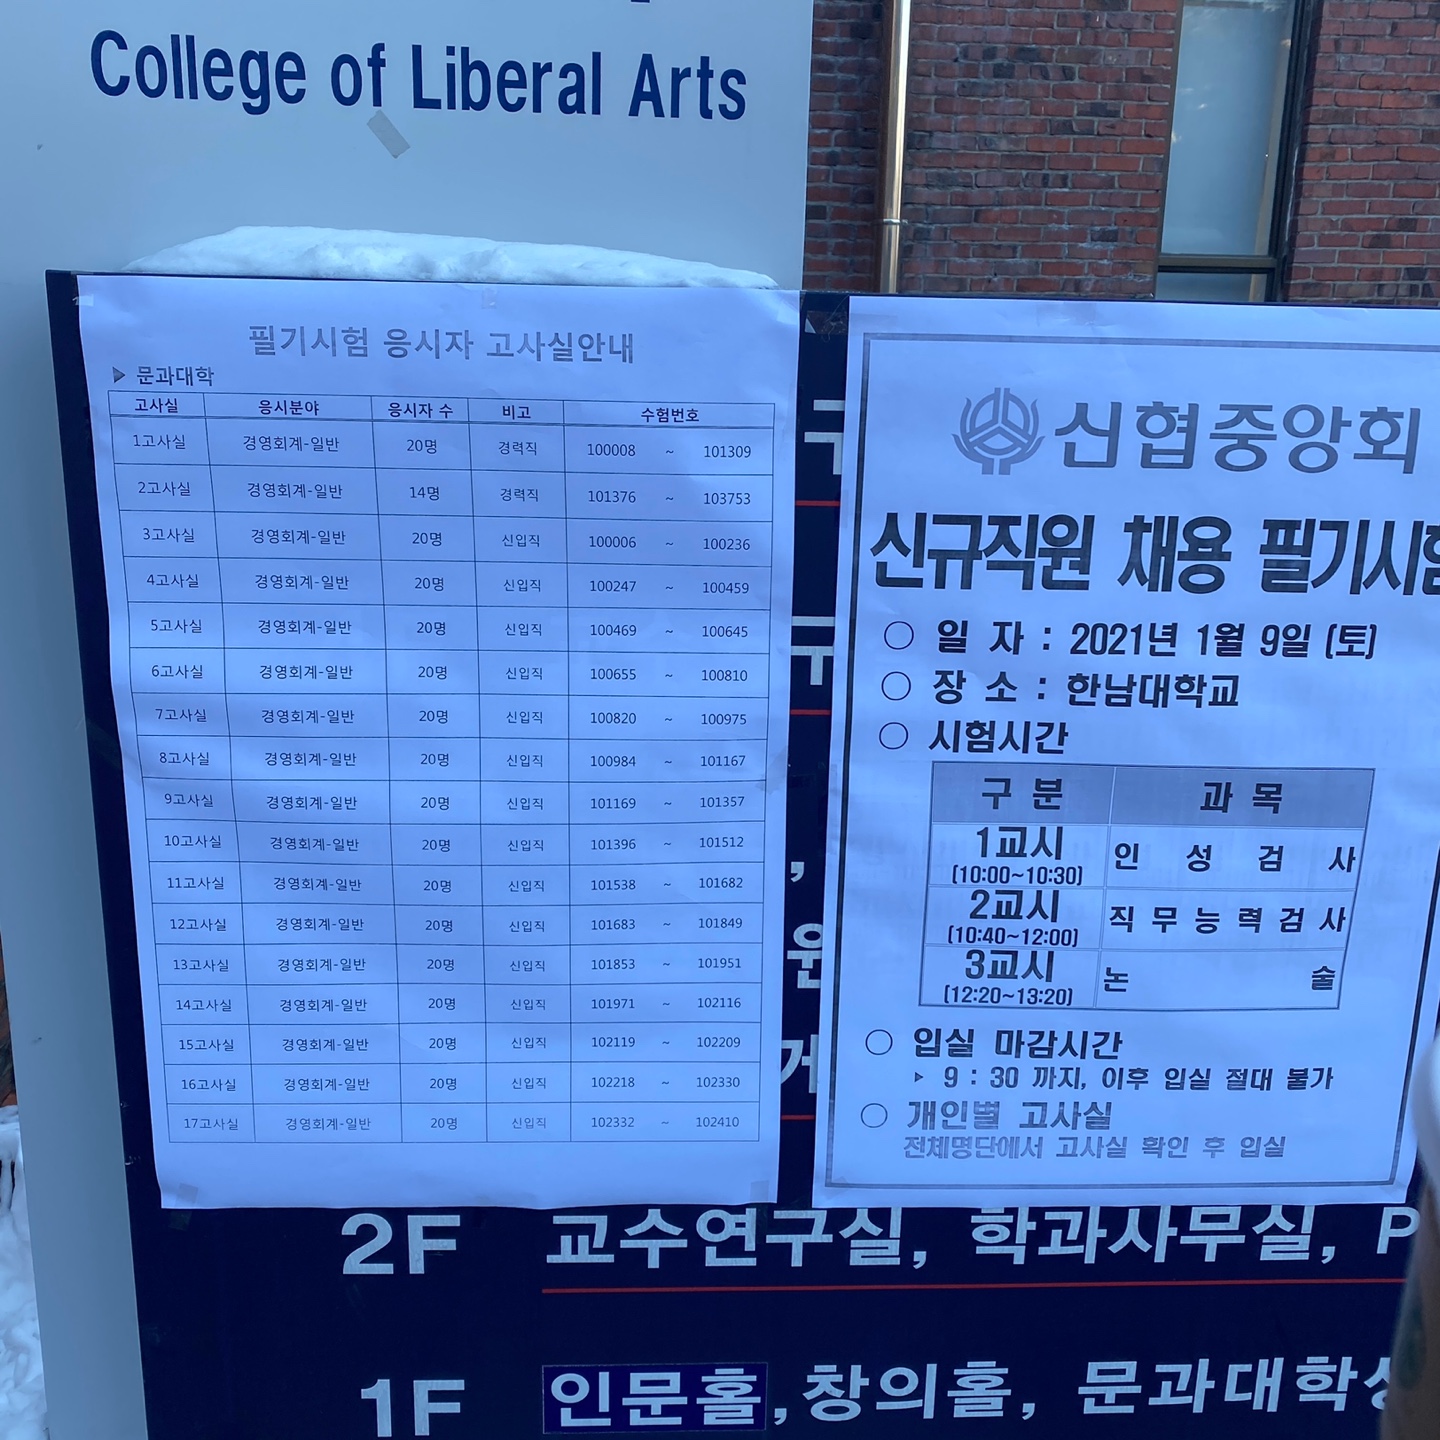 College of Liberal Arts
필기시험 응시자 고사실안내
▶ 문과대학
고사실 응시분야 응시자 수 비고 수험번호
1고사실 경영회계-일반 20명 경력직 100008 ~ 101309
2고사실 경영회계-일반 14명 경력직 101376 ~ 103753
3고사실 경영회계-일반 20명 신입직 100006 ~ 100236
4고사실 경영회계-일반 20명 신입직 100247 ~ 100459
5고사실 경영회계-일반 20명 신입직 100469 ~ 100645
6고사실 경영회계-일반 20명 신입직 100655 ~ 100810
7고사실 경영회계-일반 20명 신입직 100820 ~ 100975
8고사실 경영회계-일반 20명 신입직 100984 ~ 101167
9고사실 경영회계-일반 20명 신입직 101169 ~ 101357
10고사실 경영회계-일반 20명 신입직 101396 ~ 101512
11고사실 경영회계-일반 20명 신입직 101538 ~ 101682
12고사실 경영회계-일반 20명 신입직 101683 ~ 101849
13고사실 경영회계-일반 20명 신입직 101853 ~ 101951
14고사실 경영회계-일반 20명 신입직 101971 ~ 102116
15고사실 경영회계-일반 20명 신입직 102119 ~ 102209
16고사실 경영회계-일반 20명 신입직 102218 ~ 102330
17고사실 경영회계-일반 20명 신입직 102332 ~ 102410
신협중앙회
신규직원 채용 필기시험
○ 일 자 : 2021년 1월 9일 (토)
○ 장 소 : 한남대학교
○ 시험시간
구 분 과 목
1교시 인 성 검 사
(10:00~10:30)
2교시 직 무 능 력 검 사
(10:40~12:00)
3교시 논 술
(12:20~13:20)
○ 입실 마감시간
▸ 9 : 30 까지, 이후 입실 절대 불가
○ 개인별 고사실
전체명단에서 고사실 확인 후 입실
2F 교수연구실, 학과사무실, P
1F 인문홀, 창의홀, 문과대학